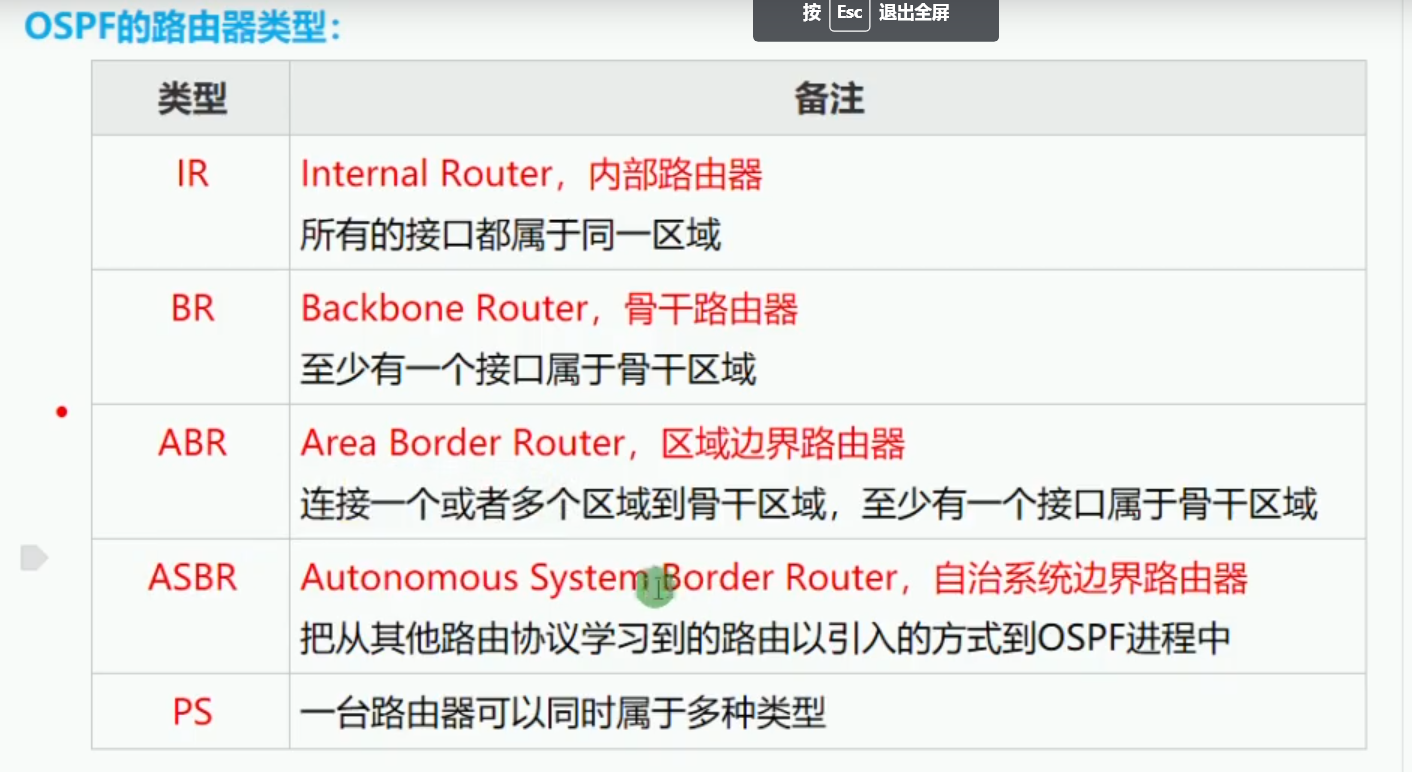 按 Esc 退出全屏
OSPF的路由器类型：
类型 备注
IR Internal Router，内部路由器
所有的接口都属于同一区域
BR Backbone Router，骨干路由器
至少有一个接口属于骨干区域
ABR Area Border Router，区域边界路由器
连接一个或者多个区域到骨干区域，至少有一个接口属于骨干区域
ASBR Autonomous System Border Router，自治系统边界路由器
把从其他路由协议学习到的路由以引入的方式到OSPF进程中
PS 一台路由器可以同时属于多种类型